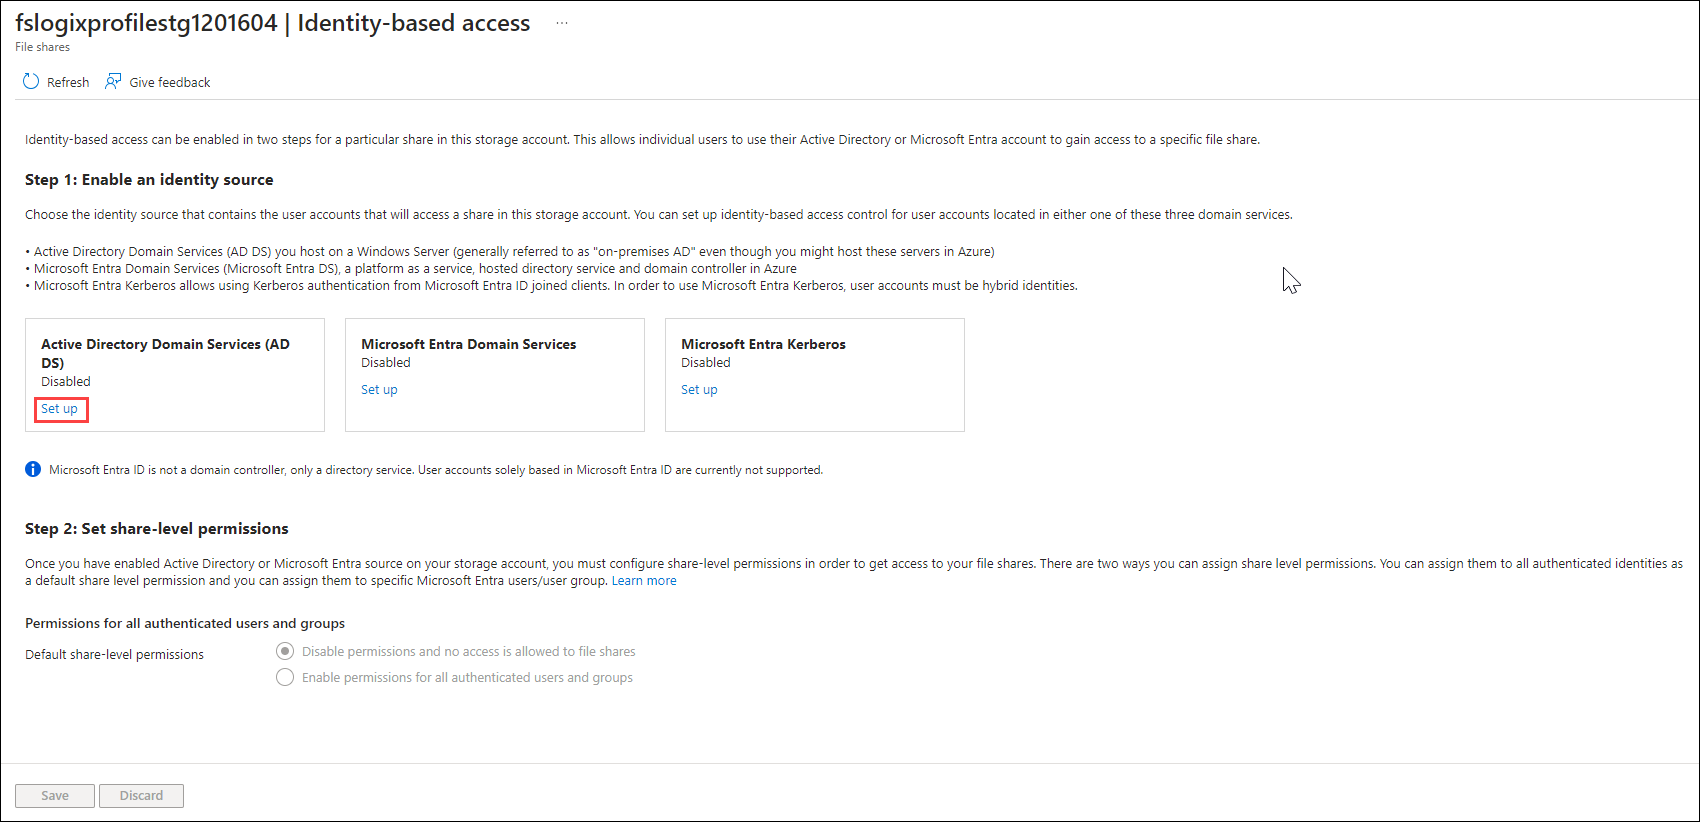 fslogixprofilestg1201604 | Identity-based access ...
File shares
Refresh Give feedback
Identity-based access can be enabled in two steps for a particular share in this storage account. This allows individual users to use their Active Directory or Microsoft Entra account to gain access to a specific file share.
Step 1: Enable an identity source
Choose the identity source that contains the user accounts that will access a share in this storage account. You can set up identity-based access control for user accounts located in either one of these three domain services.
• Active Directory Domain Services (AD DS) you host on a Windows Server (generally referred to as "on-premises AD" even though you might host these servers in Azure)
• Microsoft Entra Domain Services (Microsoft Entra DS), a platform as a service, hosted directory service and domain controller in Azure
• Microsoft Entra Kerberos allows using Kerberos authentication from Microsoft Entra ID joined clients. In order to use Microsoft Entra Kerberos, user accounts must be hybrid identities.
Active Directory Domain Services (AD
DS)
Disabled
Set up
Microsoft Entra Domain Services
Disabled
Set up
Microsoft Entra Kerberos
Disabled
Set up
Microsoft Entra ID is not a domain controller, only a directory service. User accounts solely based in Microsoft Entra ID are currently not supported.
Step 2: Set share-level permissions
Once you have enabled Active Directory or Microsoft Entra source on your storage account, you must configure share-level permissions in order to get access to your file shares. There are two ways you can assign share level permissions. You can assign them to all authenticated identities as
a default share level permission and you can assign them to specific Microsoft Entra users/user group. Learn more
Permissions for all authenticated users and groups
Default share-level permissions
Disable permissions and no access is allowed to file shares
Enable permissions for all authenticated users and groups
Save Discard